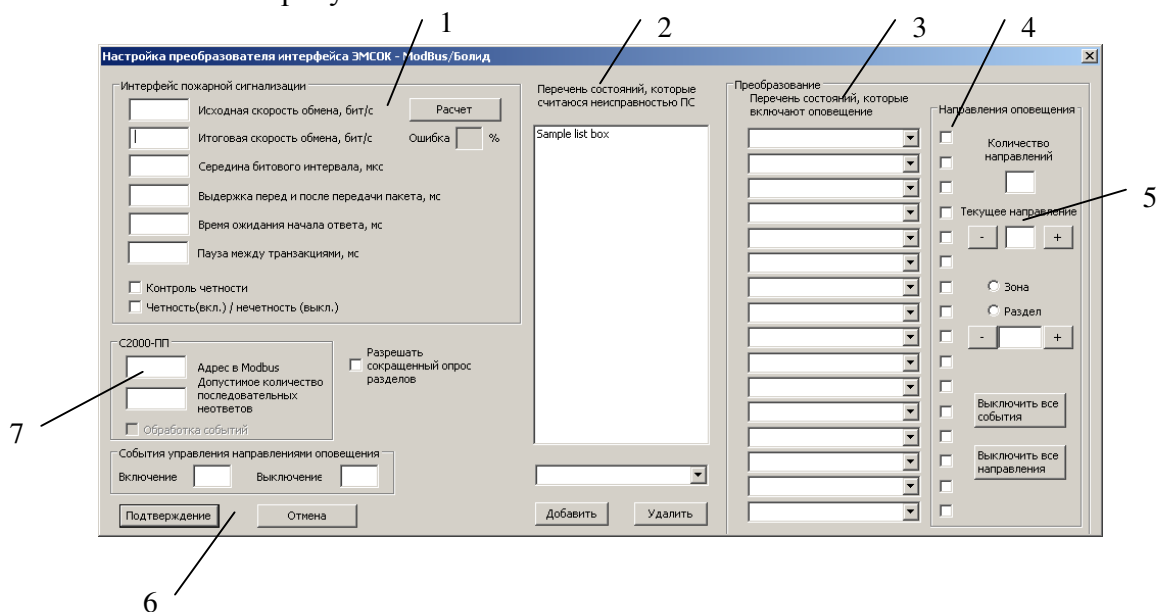 1
2
3
4
Настройка преобразователя интерфейса ЭМСОК - ModBus/Болид
Интерфейс пожарной сигнализации
Исходная скорость обмена, бит/с
Расчет
Итоговая скорость обмена, бит/с
Ошибка
%
Середина битового интервала, мкс
Выдержка перед и после передачи пакета, мс
Время ожидания начала ответа, мс
Пауза между транзакциями, мс
Контроль четности
Четность(вкл.) / нечетность (выкл.)
С2000-ПП
Адрес в Modbus
Допустимое количество
последовательных
неответов
Обработка событий
Разрешать
сокращенный опрос
разделов
События управления направлениями оповещения
Включение
Выключение
Подтверждение
Отмена
Перечень состояний, которые
считаюся неисправностью ПС
Sample list box
Добавить
Удалить
Преобразование
Перечень состояний, которые
включают оповещение
Направления оповещения
Количество
направлений
Текущее направление
-
+
Зона
Раздел
-
+
Выключить все
события
Выключить все
направления
5
7
6